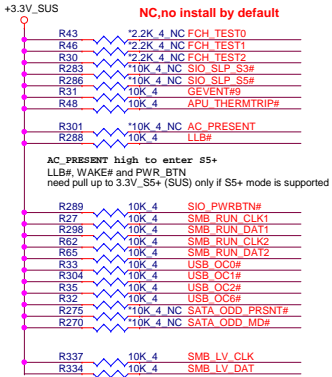 +3.3V_SUS
NC,no install by default
R43 *2.2K_4_NC FCH_TEST0
R46 *2.2K_4_NC FCH_TEST1
R30 *2.2K_4_NC FCH_TEST2
R283 *10K_4_NC SIO_SLP_S3#
R286 *10K_4_NC SIO_SLP_S5#
R31 10K_4 GEVENT#9
R48 10K_4 APU_THERMTRIP#
R301 *10K_4_NC AC_PRESENT
R288 10K_4 LLB#
AC_PRESENT high to enter S5+
LLB#, WAKE# and PWR_BTN
need pull up to 3.3V_S5+ (SUS) only if S5+ mode is supported
R289 10K_4 SIO_PWRBTN#
R27 10K_4 SMB_RUN_CLK1
R298 10K_4 SMB_RUN_DAT1
R62 10K_4 SMB_RUN_CLK2
R65 10K_4 SMB_RUN_DAT2
R33 10K_4 USB_OC0#
R304 10K_4 USB_OC1#
R35 10K_4 USB_OC2#
R32 10K_4 USB_OC6#
R275 *10K_4_NC SATA_ODD_PRSNT#
R270 *10K_4_NC SATA_ODD_MD#
R337 10K_4 SMB_LV_CLK
R334 10K_4 SMB_LV_DAT